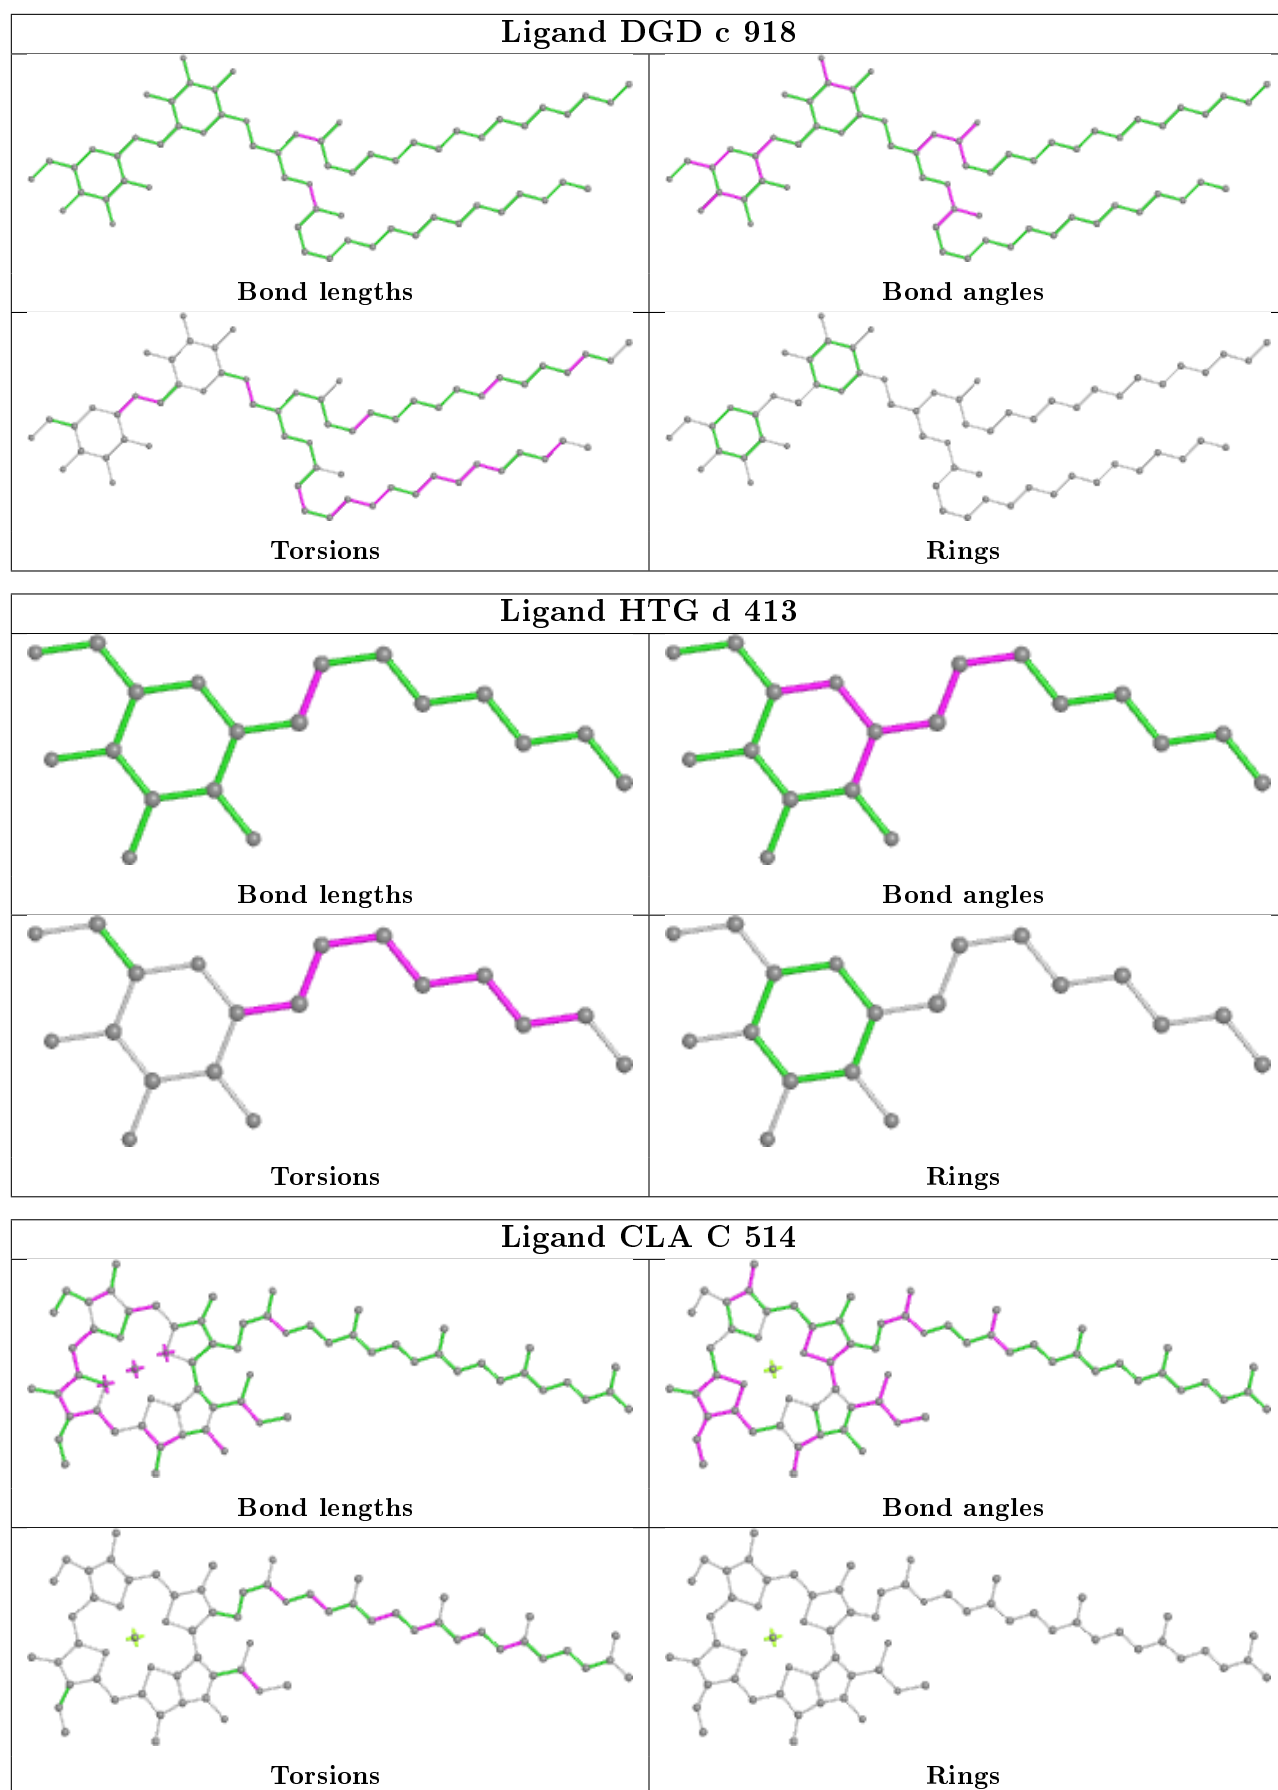 Ligand DGD c 918
Bond lengths
Bond angles
Torsions
Rings
Ligand HTG d 413
Bond lengths
Bond angles
Torsions
Rings
Ligand CLA C 514
Bond lengths
Bond angles
Torsions
Rings